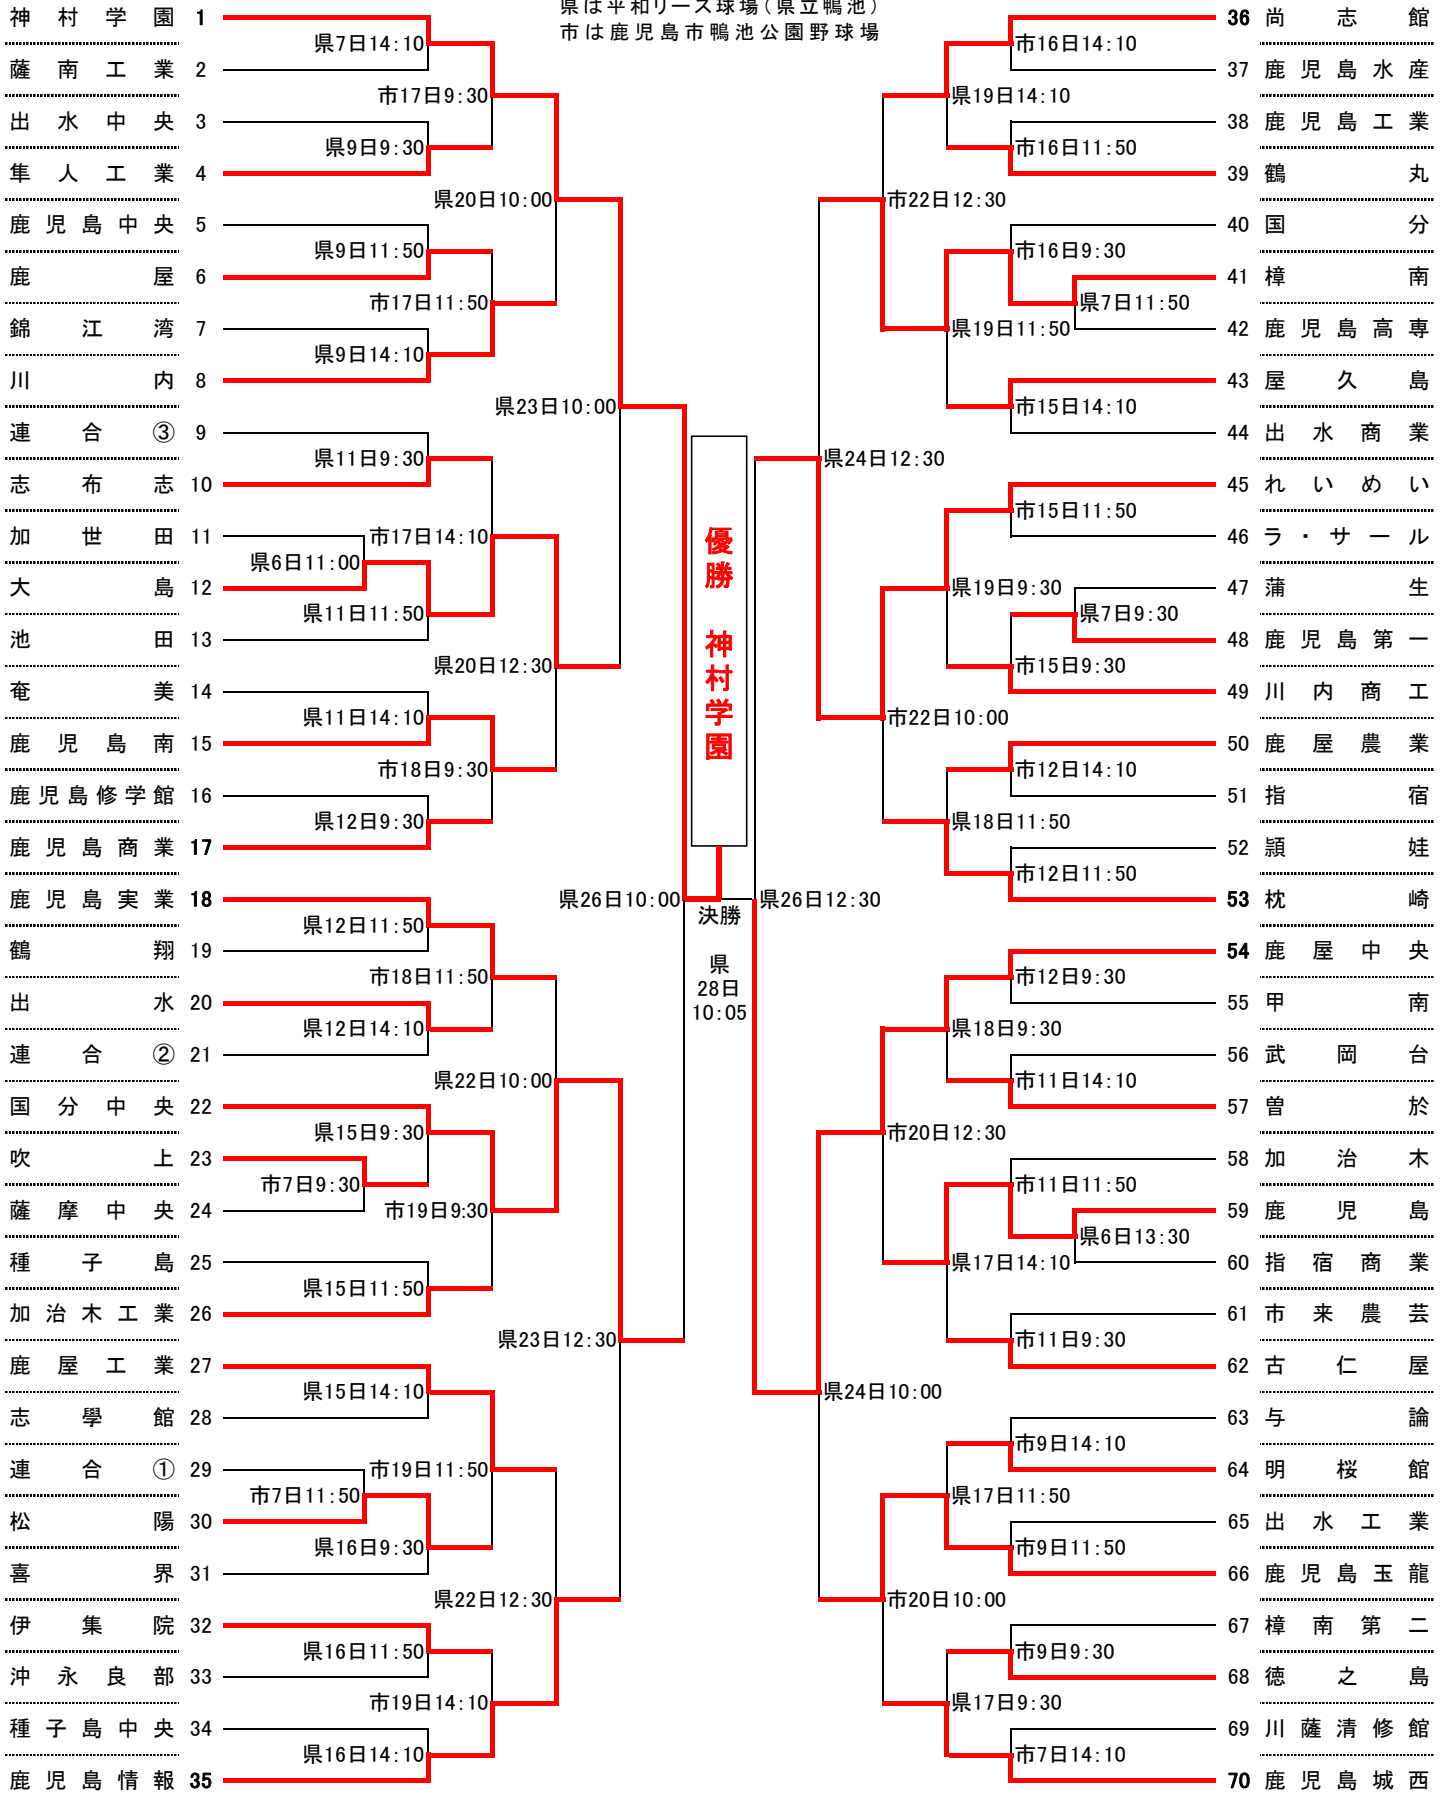 県は平和リース球場（県立鴨池）
市は鹿児島市鴨池公園野球場
神村学園 1
県7日14:10
薩南工業 2
市17日9:30
出水中央 3
県9日9:30
隼人工業 4
県20日10:00
鹿児島中央 5
県9日11:50
鹿屋 6
市17日11:50
錦江湾 7
県9日14:10
川内 8
県23日10:00
連合③ 9
県11日9:30
志布志 10
加世田 11
市17日14:10
県6日11:00
大島 12
県11日11:50
池田 13
県20日12:30
奄美 14
県11日14:10
鹿児島南 15
市18日9:30
鹿児島修学館 16
県12日9:30
鹿児島商業 17
鹿児島実業 18
県26日10:00
県12日11:50
鶴翔 19
市18日11:50
出水 20
県12日14:10
連合② 21
県22日10:00
国分中央 22
県15日9:30
吹上 23
市7日9:30
薩摩中央 24
市19日9:30
種子島 25
県15日11:50
加治木工業 26
県23日12:30
鹿屋工業 27
県15日14:10
志學館 28
連合① 29
市19日11:50
市7日11:50
松陽 30
県16日9:30
喜界 31
県22日12:30
伊集院 32
県16日11:50
沖永良部 33
市19日14:10
種子島中央 34
県16日14:10
鹿児島情報 35
優勝 神村学園
決勝
県
28日
10:05
36 尚志館
市16日14:10
37 鹿児島水産
県19日14:10
38 鹿児島工業
市16日11:50
39 鶴丸
市22日12:30
40 国分
市16日9:30
41 樟南
県7日11:50
42 鹿児島高専
県19日11:50
43 屋久島
市15日14:10
44 出水商業
県24日12:30
45 れいめい
市15日11:50
46 ラ・サール
県19日9:30
47 蒲生
県7日9:30
48 鹿児島第一
市15日9:30
49 川内商工
市22日10:00
50 鹿屋農業
市12日14:10
51 指宿
県18日11:50
52 頴娃
市12日11:50
53 枕崎
県26日12:30
54 鹿屋中央
市12日9:30
55 甲南
県18日9:30
56 武岡台
市11日14:10
57 曽於
市20日12:30
58 加治木
市11日11:50
59 鹿児島
県6日13:30
60 指宿商業
県17日14:10
61 市来農芸
市11日9:30
62 古仁屋
県24日10:00
63 与論
市9日14:10
64 明桜館
県17日11:50
65 出水工業
市9日11:50
66 鹿児島玉龍
市20日10:00
67 樟南第二
市9日9:30
68 徳之島
県17日9:30
69 川薩清修館
市7日14:10
70 鹿児島城西